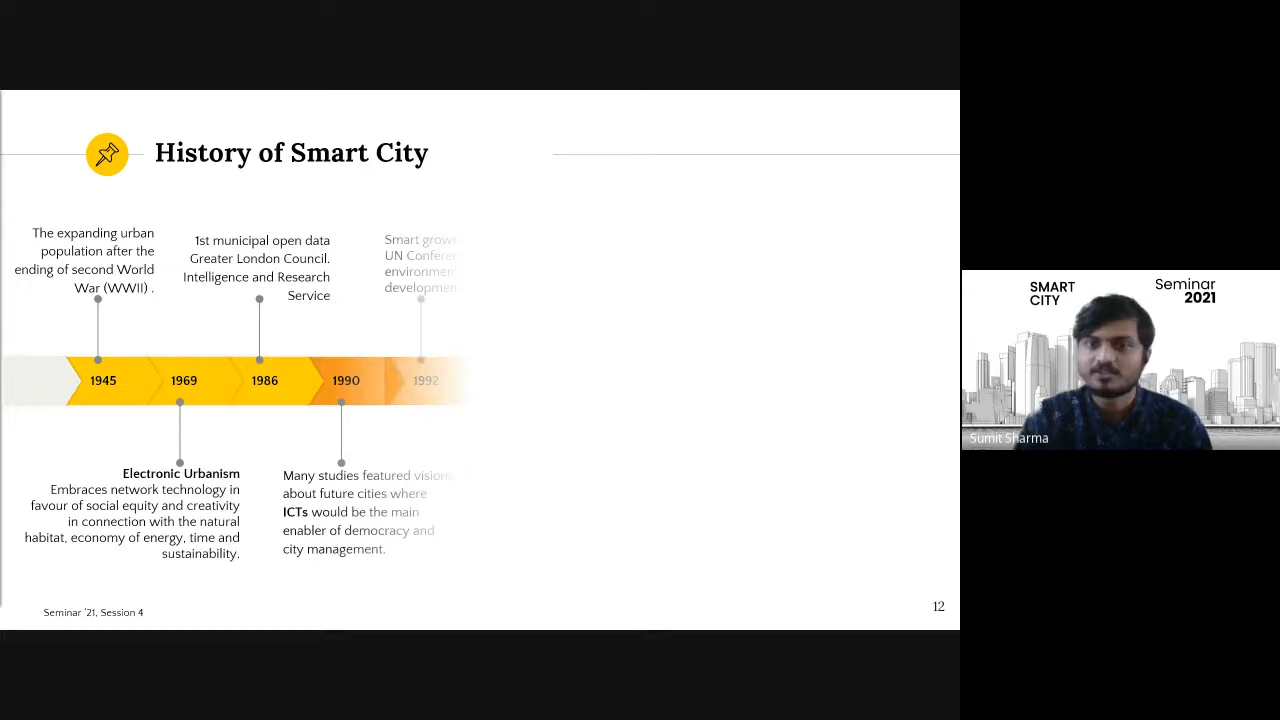 History of Smart City
The expanding urban
population after the
ending of second World
War (WWII) .
1st municipal open data
Greater London Council.
Intelligence and Research
Service
Smart
UN
1945
1969
1986
1990
1992
Electronic Urbanism
Embraces network technology in
favour of social equity and creativity
in connection with the natural
habitat, economy of energy, time and
sustainability.
Many studies featured visions
about future cities where
ICTs would be the main
enabler of democracy and
city management.
Seminar '21, Session 4
12
SMART
CITY
Seminar
2021
Sumit Sharma